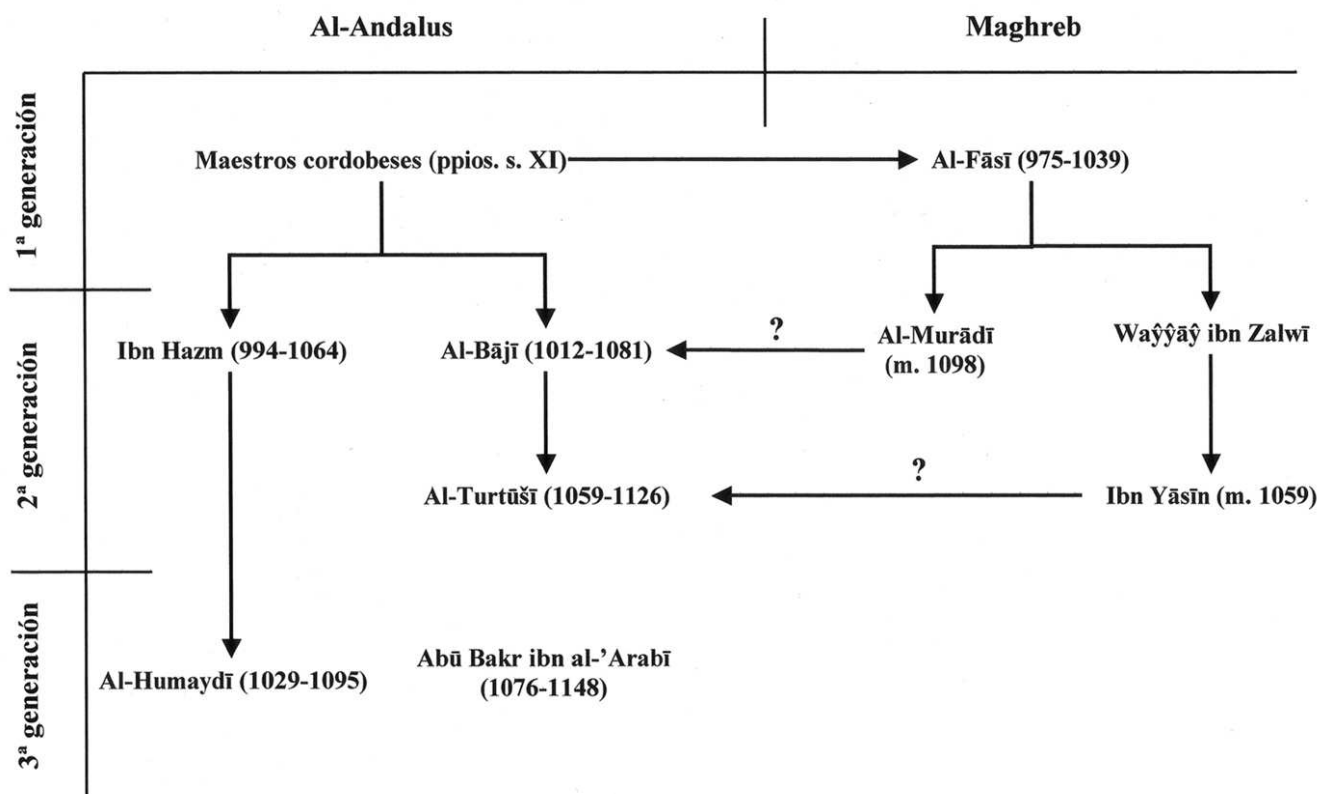 Al-Andalus
Maghreb
1ª generación
Maestros cordobeses (ppios. s. XI)
Al-Fāsī (975-1039)
2ª generación
Ibn Hazm (994-1064)
Al-Bājī (1012-1081)
?
Al-Murādī
(m. 1098)
Waŷŷāŷ ibn Zalwī
Al-Turtūšī (1059-1126)
?
Ibn Yāsīn (m. 1059)
3ª generación
Al-Humaydī (1029-1095)
Abū Bakr ibn al-’Arabī
(1076-1148)